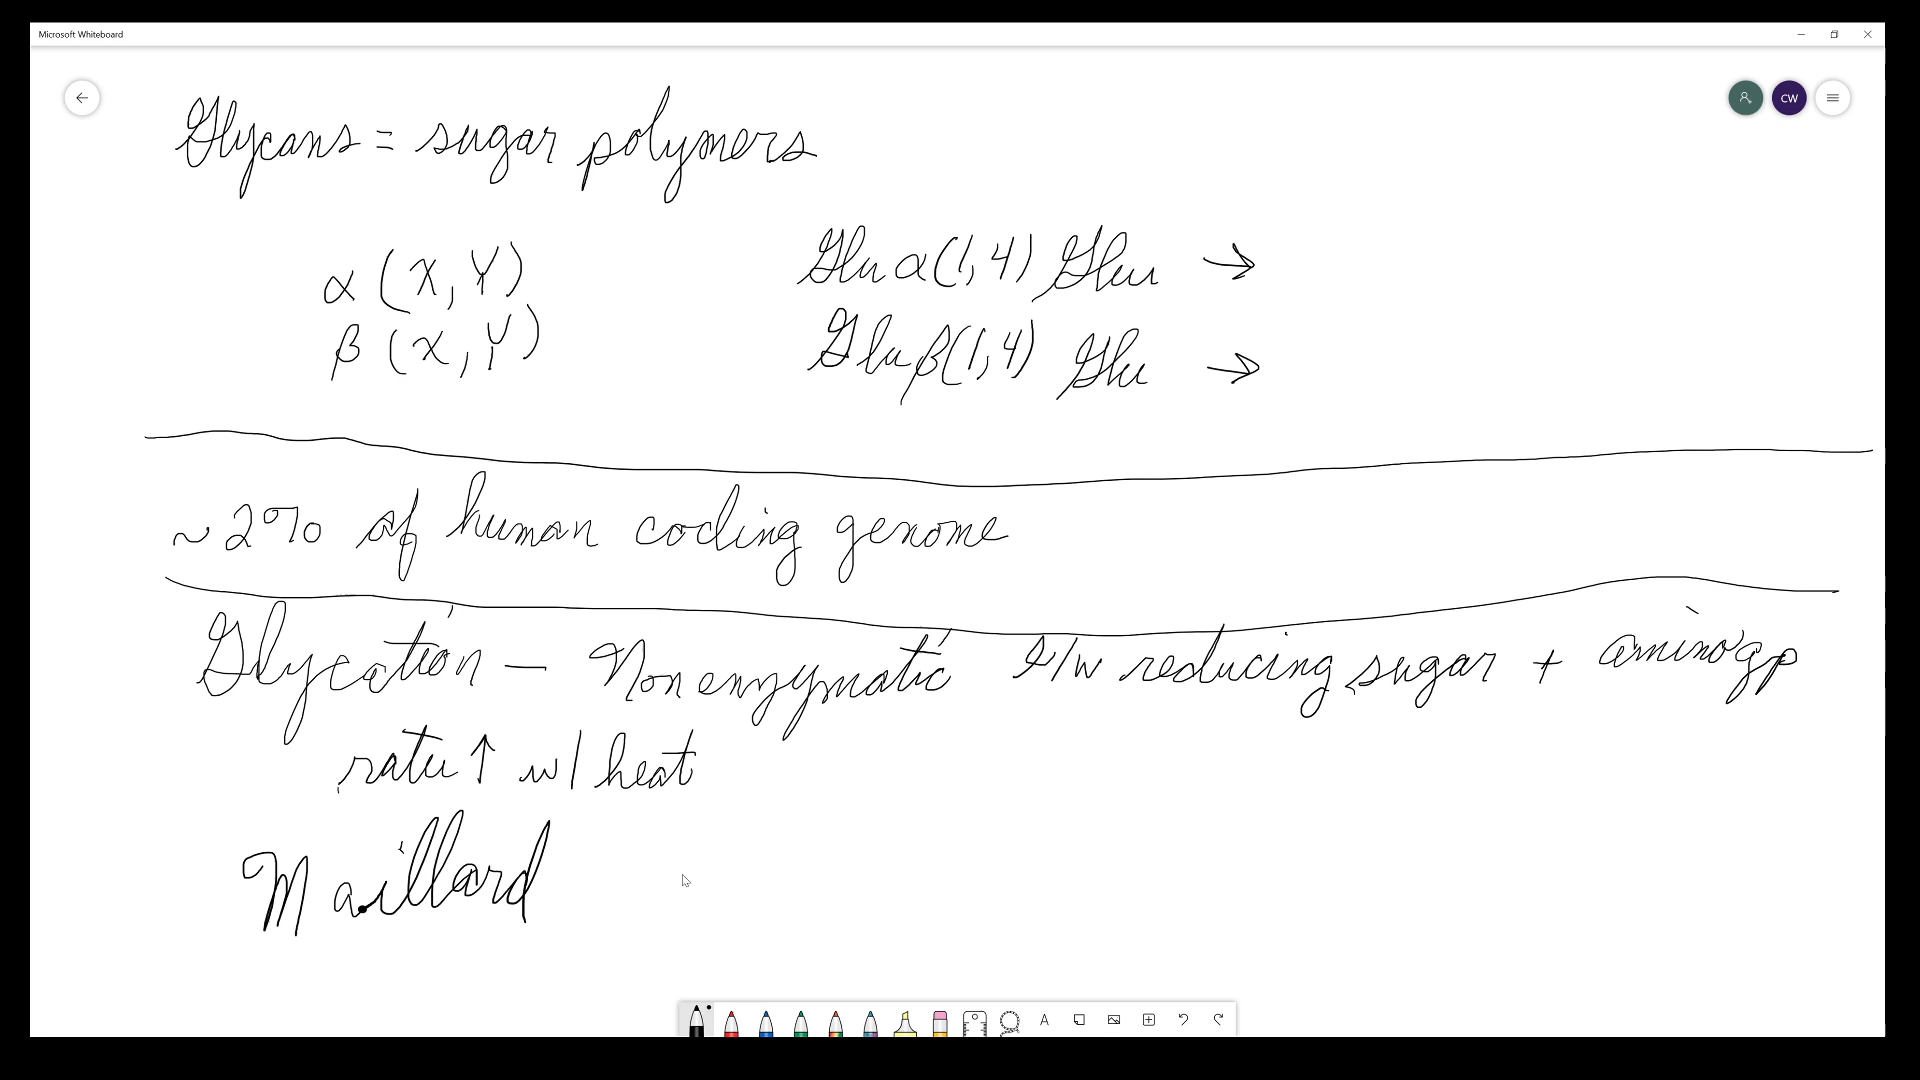 Microsoft Whiteboard
CW
Glycans = sugar polymers
α (X, Y)
β (X, Y)
Glu α(1,4) Glu →
Glu β(1,4) Glu →
~2% of human coding genome
Glycation — Nonenzymatic b/w reducing sugar + amino gp
rate ↑ w/ heat
Maillard
A